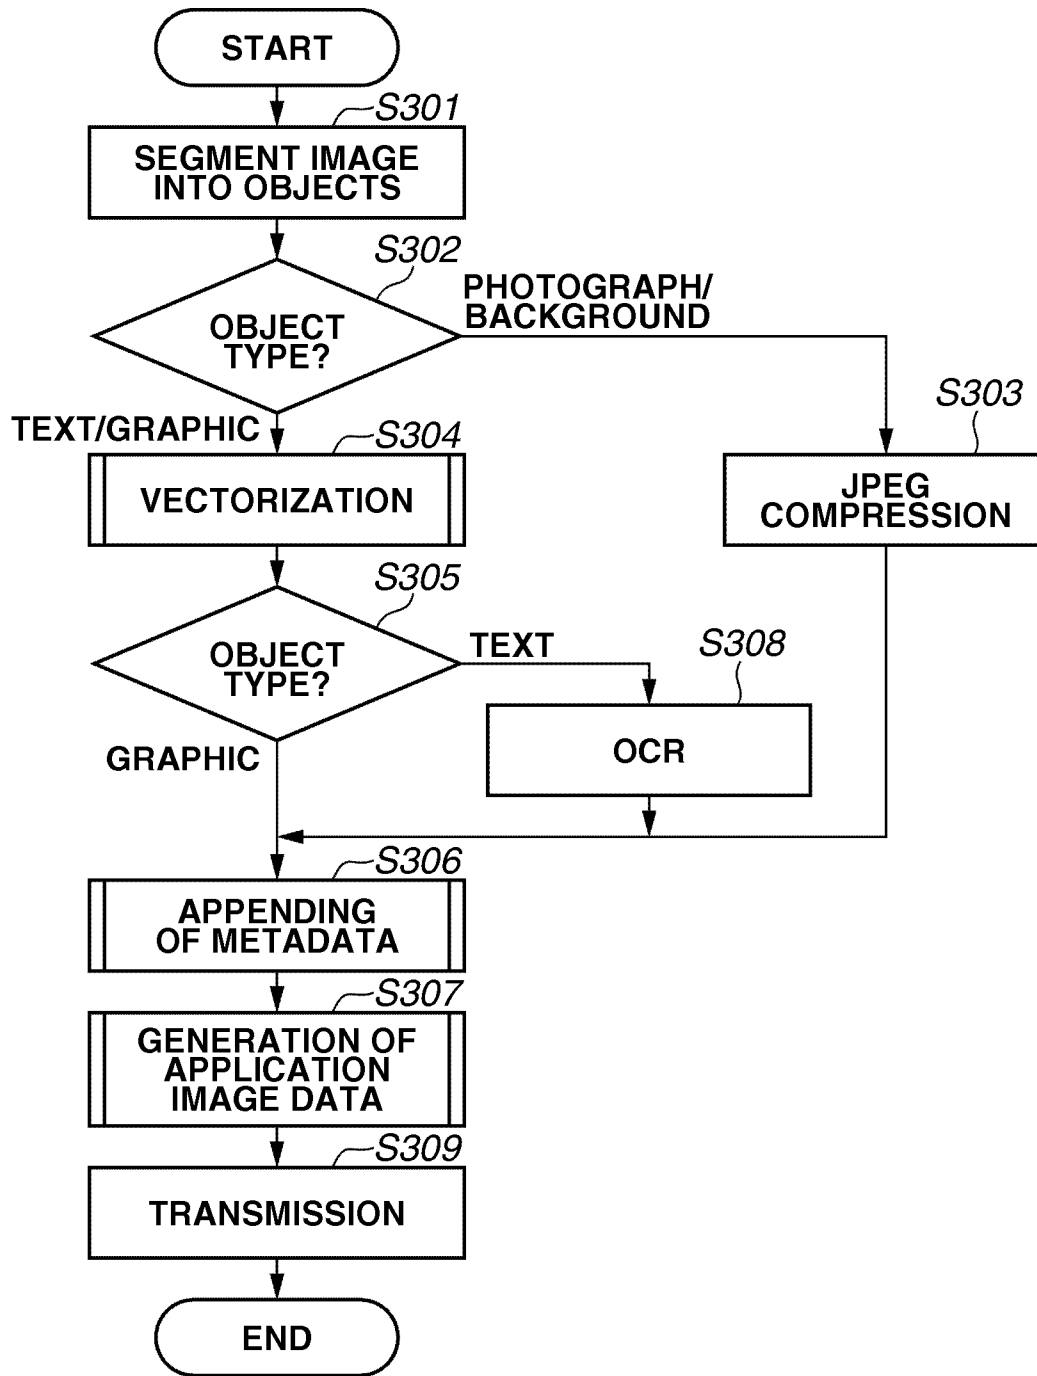 START
S301
SEGMENT IMAGE
INTO OBJECTS
S302
PHOTOGRAPH/
BACKGROUND
OBJECT
TYPE?
TEXT/GRAPHIC
S303
S304
VECTORIZATION
JPEG
COMPRESSION
S305
OBJECT
TYPE?
TEXT
S308
GRAPHIC
OCR
S306
APPENDING
OF METADATA
S307
GENERATION OF
APPLICATION
IMAGE DATA
S309
TRANSMISSION
END